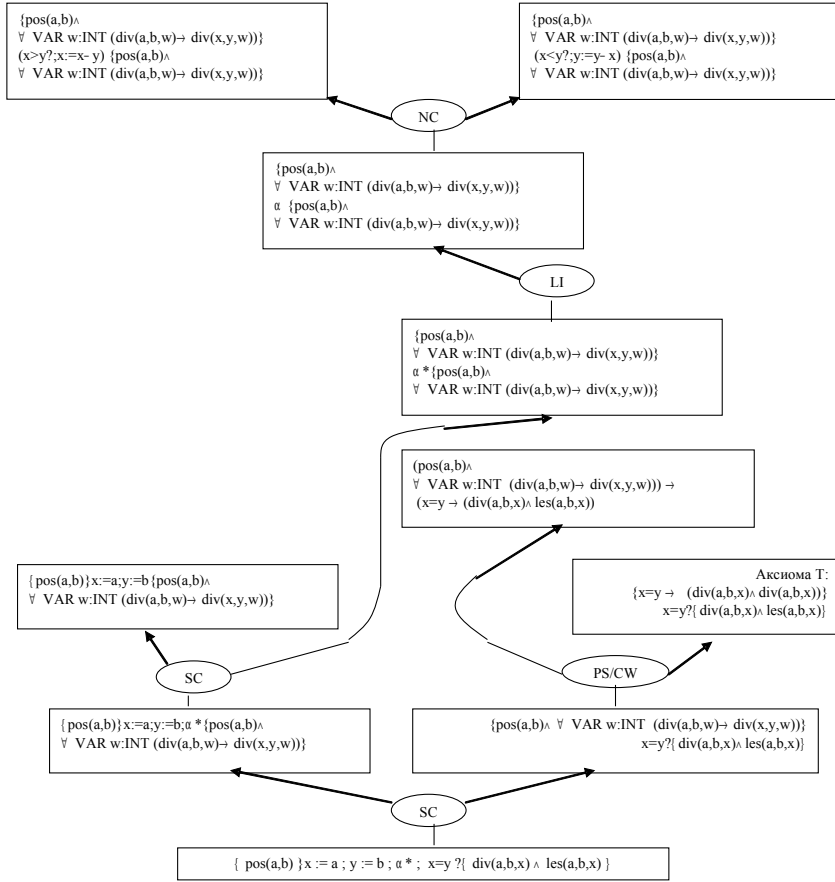 {pos(a,b)∧
∀ VAR w:INT (div(a,b,w)→ div(x,y,w))}
(x>y?;x:=x- y) {pos(a,b)∧
∀ VAR w:INT (div(a,b,w)→ div(x,y,w))}
{pos(a,b)∧
∀ VAR w:INT (div(a,b,w)→ div(x,y,w))}
(x<y?;y:=y- x) {pos(a,b)∧
∀ VAR w:INT (div(a,b,w)→ div(x,y,w))}
NC
{pos(a,b)∧
∀ VAR w:INT (div(a,b,w)→ div(x,y,w))}
α {pos(a,b)∧
∀ VAR w:INT (div(a,b,w)→ div(x,y,w))}
LI
{pos(a,b)∧
∀ VAR w:INT (div(a,b,w)→ div(x,y,w))}
α *{pos(a,b)∧
∀ VAR w:INT (div(a,b,w)→ div(x,y,w))}
(pos(a,b)∧
∀ VAR w:INT (div(a,b,w)→ div(x,y,w))) →
(x=y → (div(a,b,x)∧ les(a,b,x))
{pos(a,b)}x:=a;y:=b{pos(a,b)∧
∀ VAR w:INT (div(a,b,w)→ div(x,y,w))}
Аксиома T:
{x=y → (div(a,b,x)∧ div(a,b,x))}
x=y?{ div(a,b,x)∧ les(a,b,x)}
SC
PS/CW
{pos(a,b)}x:=a;y:=b;α *{pos(a,b)∧
∀ VAR w:INT (div(a,b,w)→ div(x,y,w))}
{pos(a,b)∧ ∀ VAR w:INT (div(a,b,w)→ div(x,y,w))}
x=y?{ div(a,b,x)∧ les(a,b,x)}
SC
{ pos(a,b) }x := a ; y := b ; α * ; x=y ?{ div(a,b,x) ∧ les(a,b,x) }